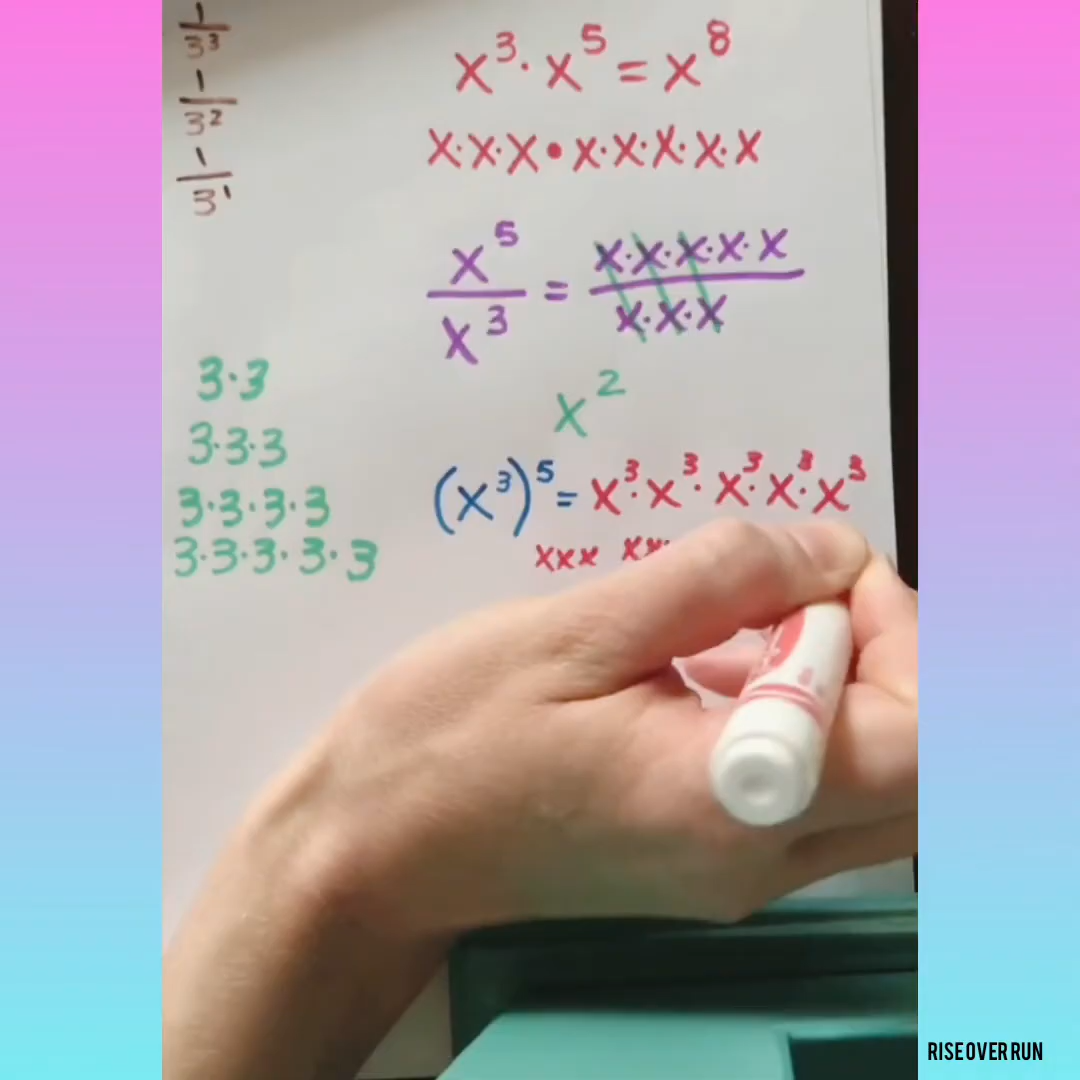 1/3³
1/3²
1/3¹
x³·x⁵=x⁸
x·x·x•x·x·x·x·x
x⁵/x³ = x·x·x·x·x/x·x·x
x²
3·3
3·3·3
3·3·3·3
3·3·3·3·3
(x³)⁵=x³·x³·x³·x³·x³
xxx xx
RISE OVER RUN